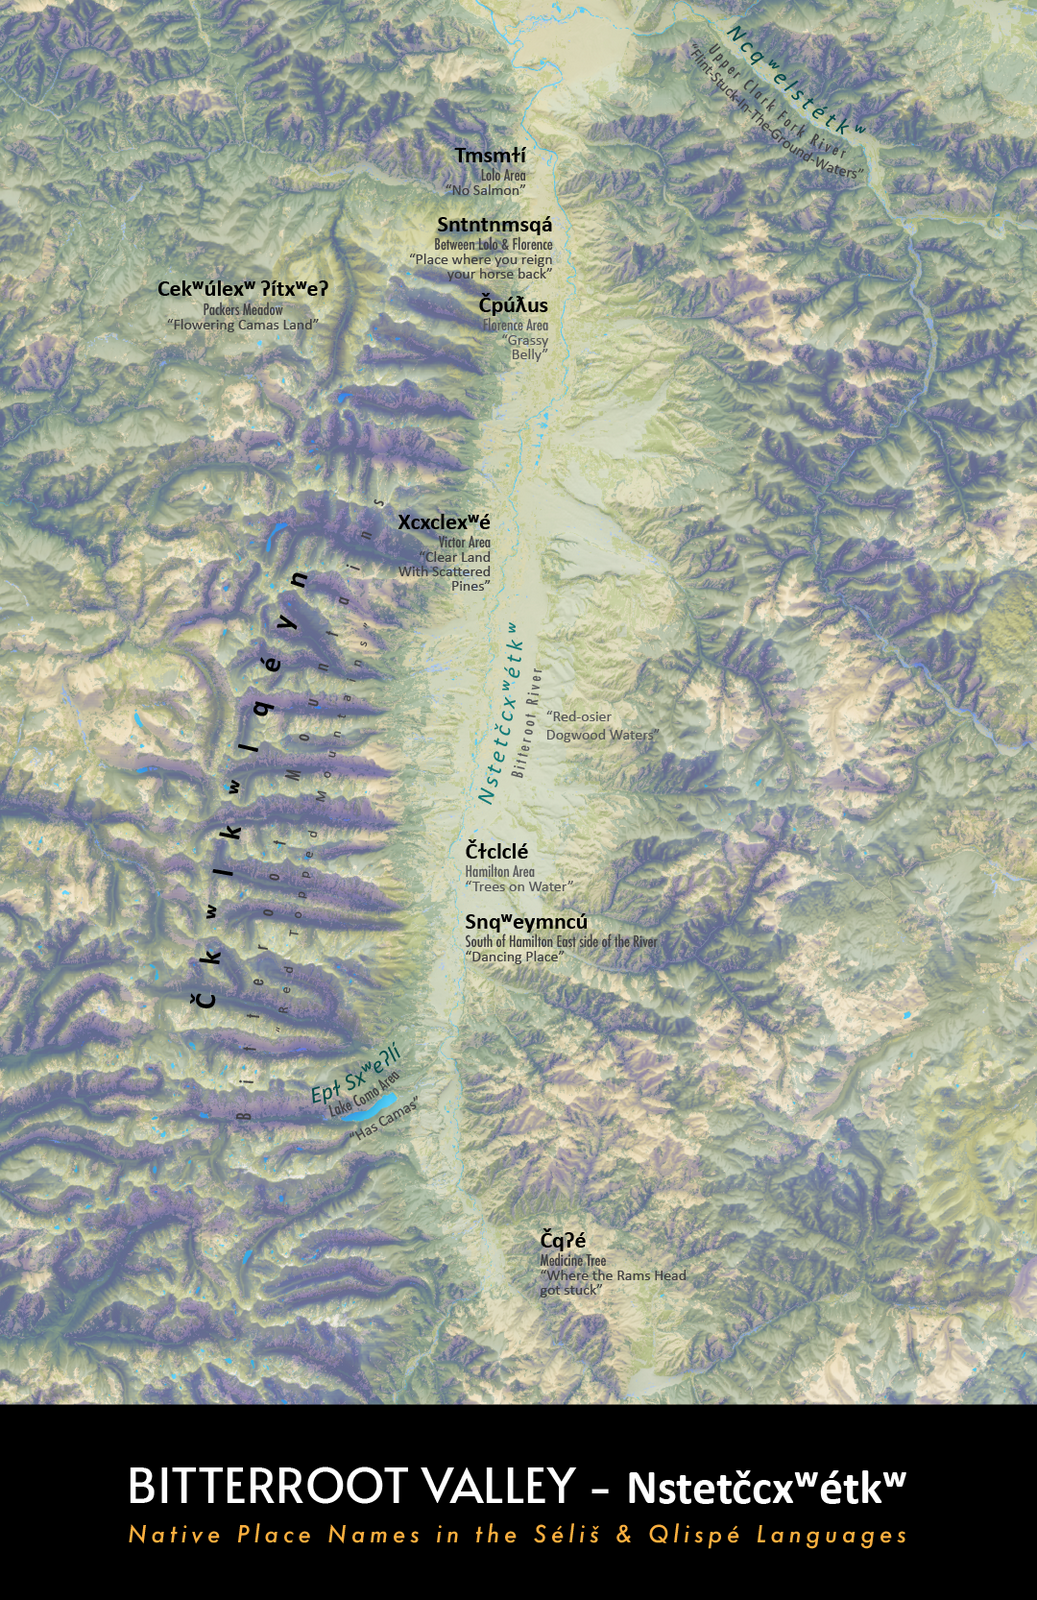 Ncqʷelstétkʷ
Upper Clark Fork River
“Flint-Stuck-In-The-Ground-Waters”
Tmsmɫí
Lolo Area
“No Salmon”
Sntntnmsqá
Between Lolo & Florence
“Place where you reign
your horse back”
Cekʷúlexʷ ʔítxʷeʔ
Packers Meadow
“Flowering Camas Land”
Čpúƛus
Florence Area
“Grassy
Belly”
Xcxclexʷé
Victor Area
“Clear Land
With Scattered
Pines”
Čkʷlkʷlqéyn
Bitterroot Mountains
“Red Topped Mountains”
Nstetčcxʷétkʷ
Bitterroot River
“Red-osier
Dogwood Waters”
Čɫclclé
Hamilton Area
“Trees on Water”
Snqʷeymncú
South of Hamilton East side of the River
“Dancing Place”
Epɫ Sxʷeʔlí
Lake Como Area
“Has Camas”
Čqʔé
Medicine Tree
“Where the Rams Head
got stuck”
BITTERROOT VALLEY – Nstetčcxʷétkʷ
Native Place Names in the Séliš & Qlispé Languages